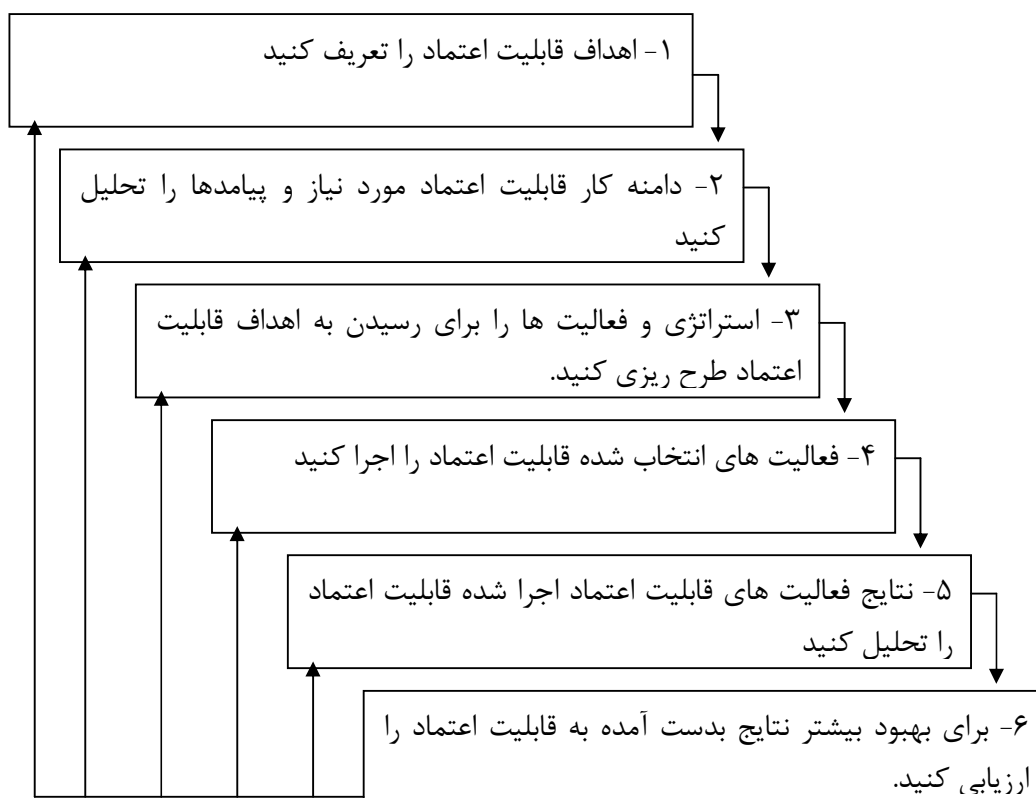 ۱- اهداف قابلیت اعتماد را تعریف کنید
۲- دامنه کار قابلیت اعتماد مورد نیاز و پیامدها را تحلیل
کنید
۳- استراتژی و فعالیت ها را برای رسیدن به اهداف قابلیت
اعتماد طرح ریزی کنید.
۴- فعالیت های انتخاب شده قابلیت اعتماد را اجرا کنید
۵- نتایج فعالیت های قابلیت اعتماد اجرا شده قابلیت اعتماد
را تحلیل کنید
۶- برای بهبود بیشتر نتایج بدست آمده به قابلیت اعتماد را
ارزیابی کنید.